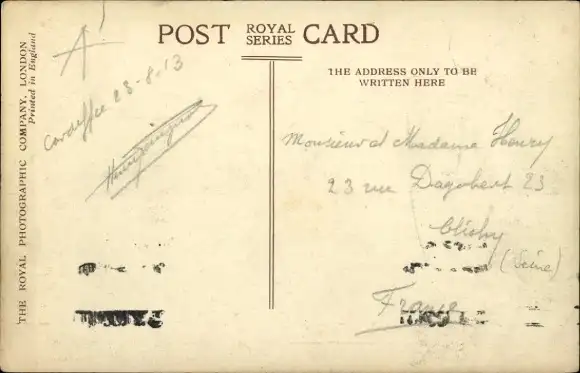 POST ROYAL SERIES CARD
THE ADDRESS ONLY TO BE
WRITTEN HERE
THE ROYAL PHOTOGRAPHIC COMPANY, LONDON
Printed in England
A
Cardiffee 28-8-13
Monsieur et Madame Henry
23 rue Dagobert 23
Clichy
(Seine)
France